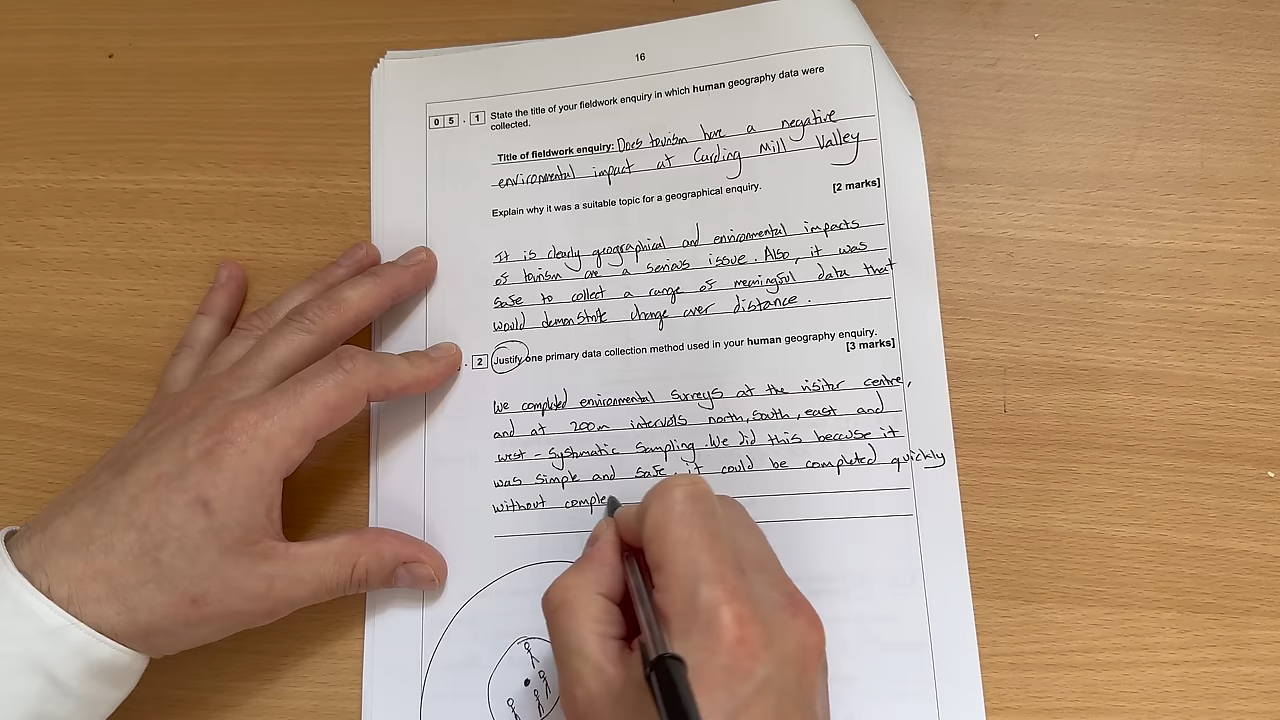 16
0 5 . 1 State the title of your fieldwork enquiry in which human geography data were
collected.
Title of fieldwork enquiry: Does tourism have a negative
environmental impact at Carding Mill Valley
[2 marks]
Explain why it was a suitable topic for a geographical enquiry.
It is clearly geographical and environmental impacts
of tourism are a serious issue. Also, it was
safe to collect a range of meaningful data that
would demonstrate change over distance.
. 2 Justify one primary data collection method used in your human geography enquiry.
[3 marks]
We completed environmental surveys at the visitor centre,
and at 200m intervals north, south, east and
west - systematic sampling. We did this because it
was simple and safe. it could be completed quickly
without comple